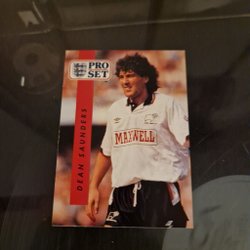 PRO
SET
DEAN SAUNDERS
MAXWELL